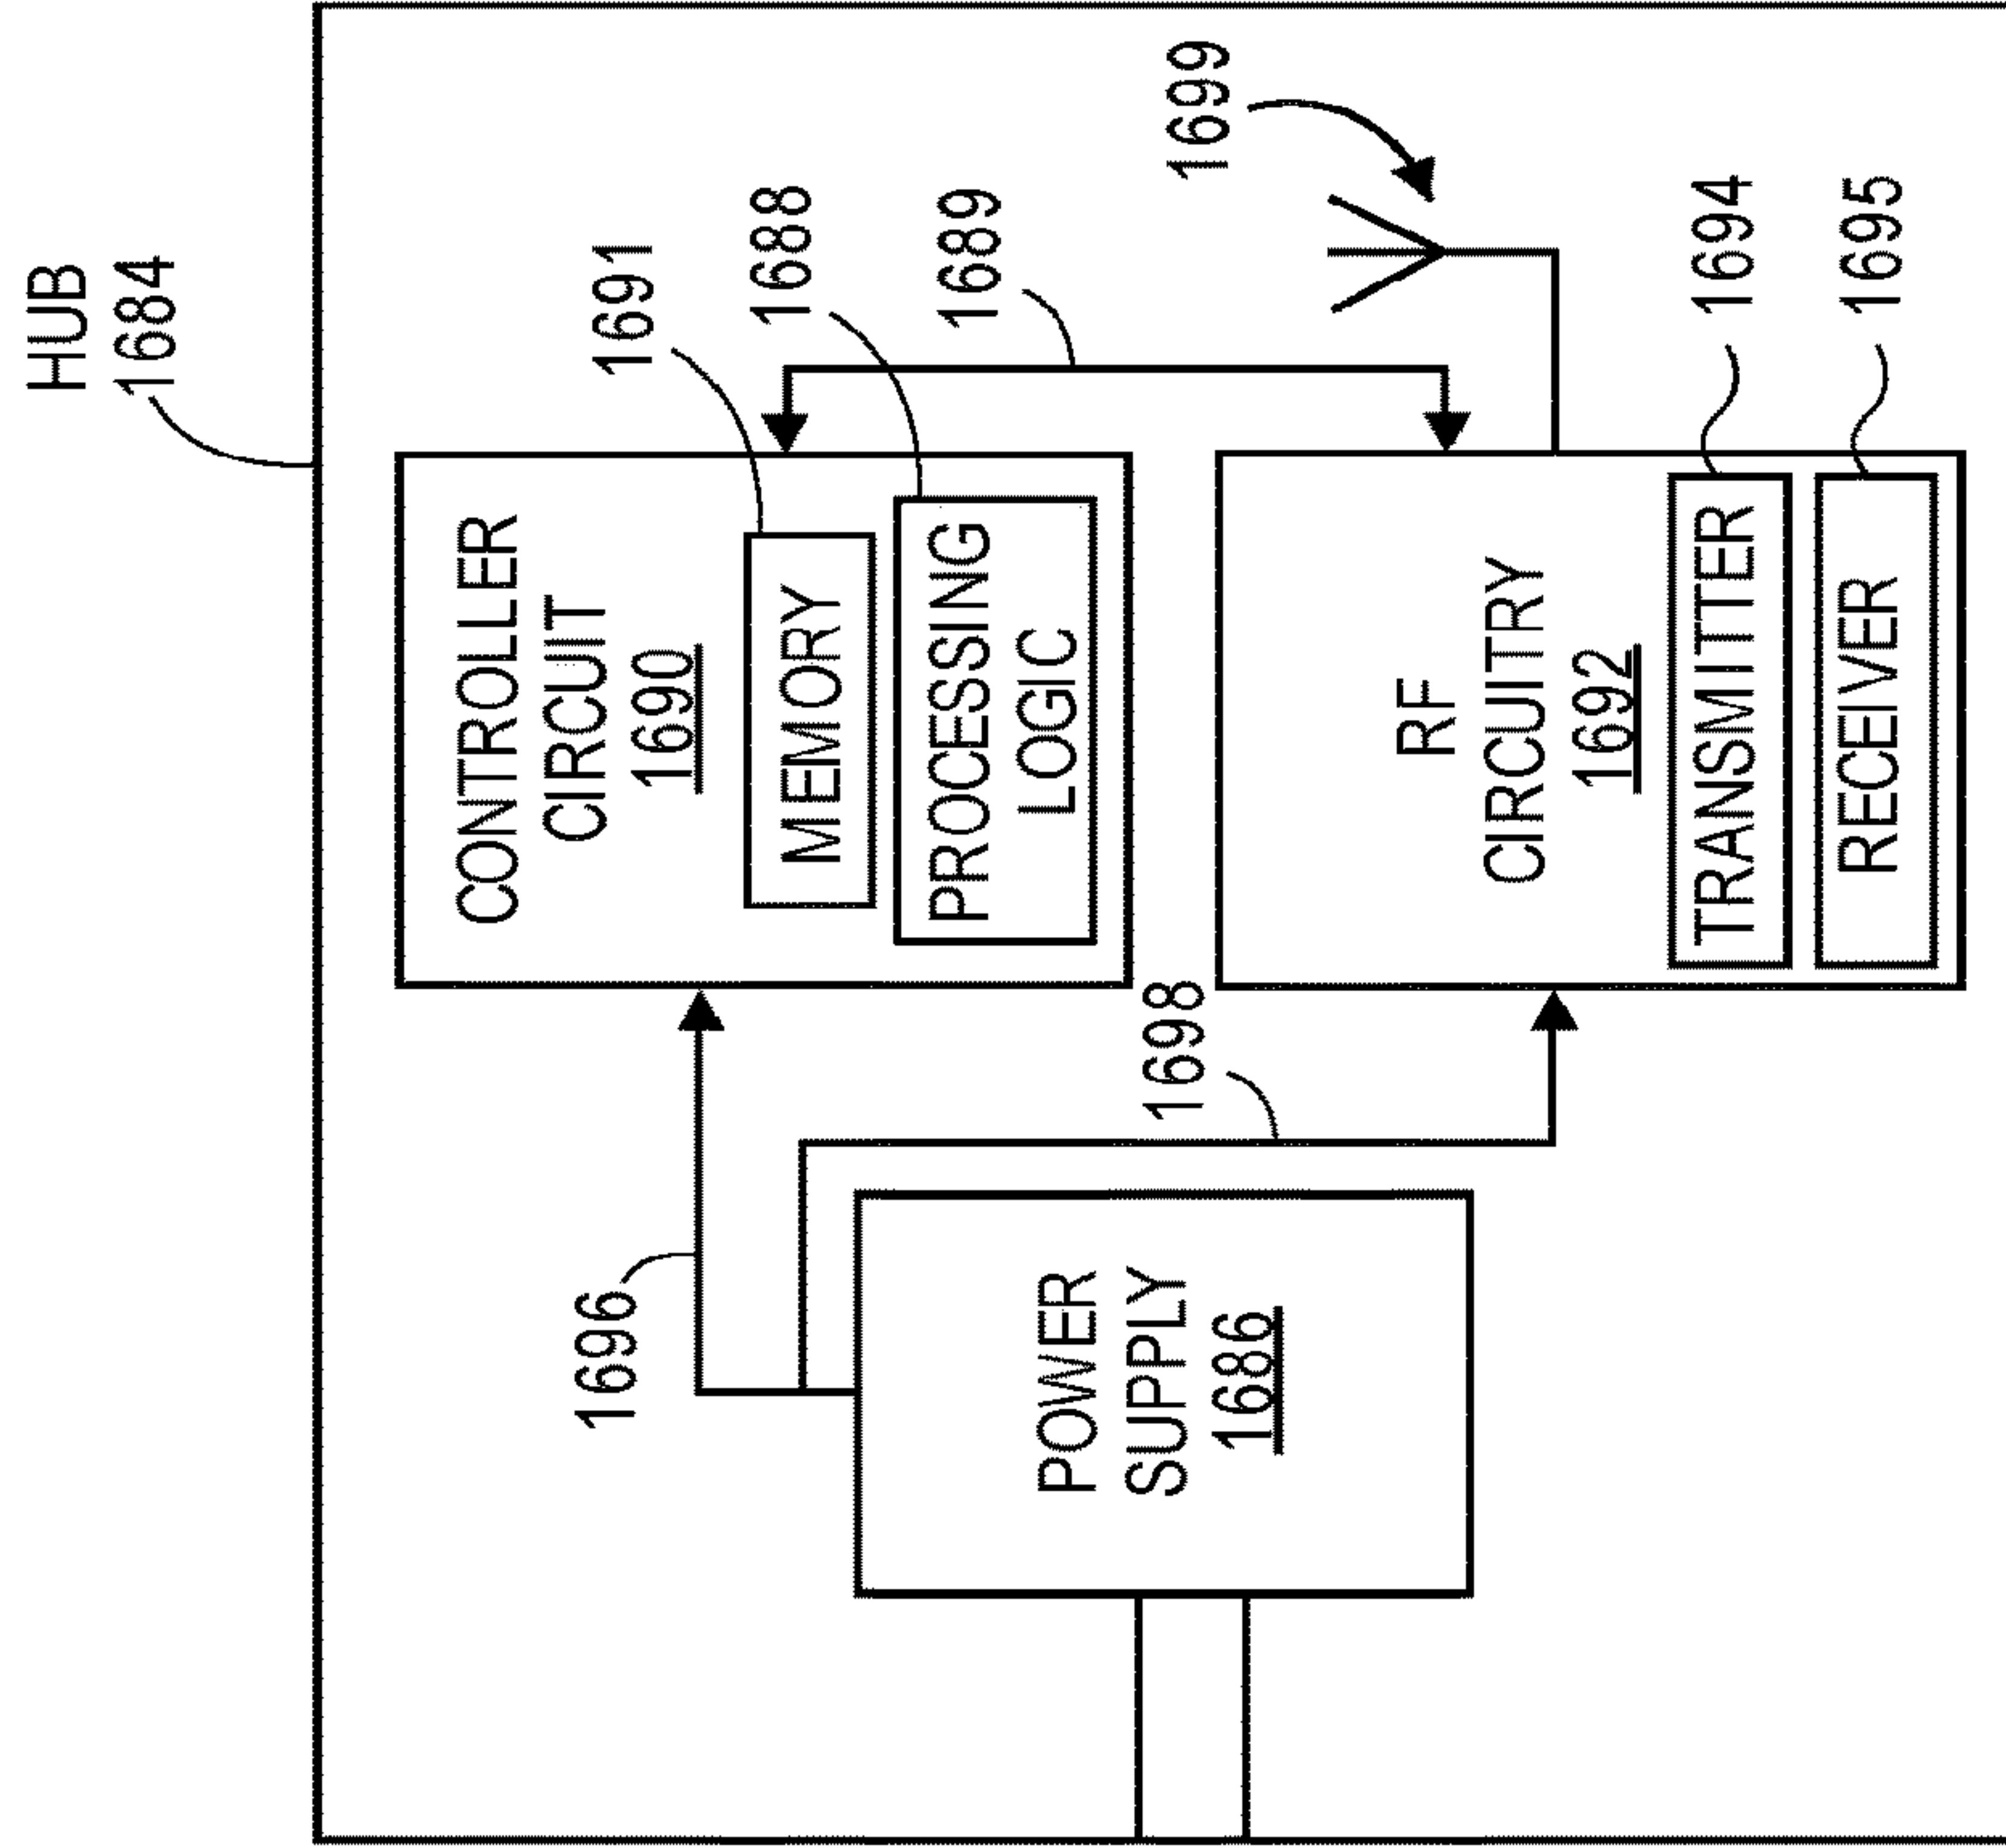 HUB
1684
CONTROLLER
CIRCUIT
1690
MEMORY
1691
PROCESSING
LOGIC
1688
1689
1699
RF
CIRCUITRY
1692
TRANSMITTER
1694
RECEIVER
1695
1696
1698
POWER
SUPPLY
1686